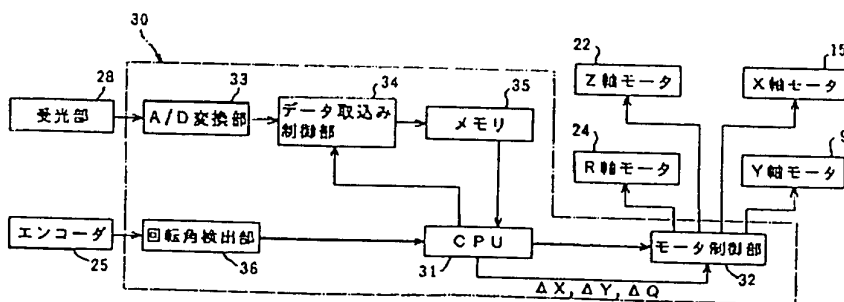 30
28
受光部
33
A/D変換部
34
データ取込み
制御部
35
メモリ
22
Z軸モータ
15
X軸モータ
24
R軸モータ
9
Y軸モータ
エンコーダ
25
回転角検出部
36
CPU
31
モータ制御部
32
ΔX,ΔY,ΔQ